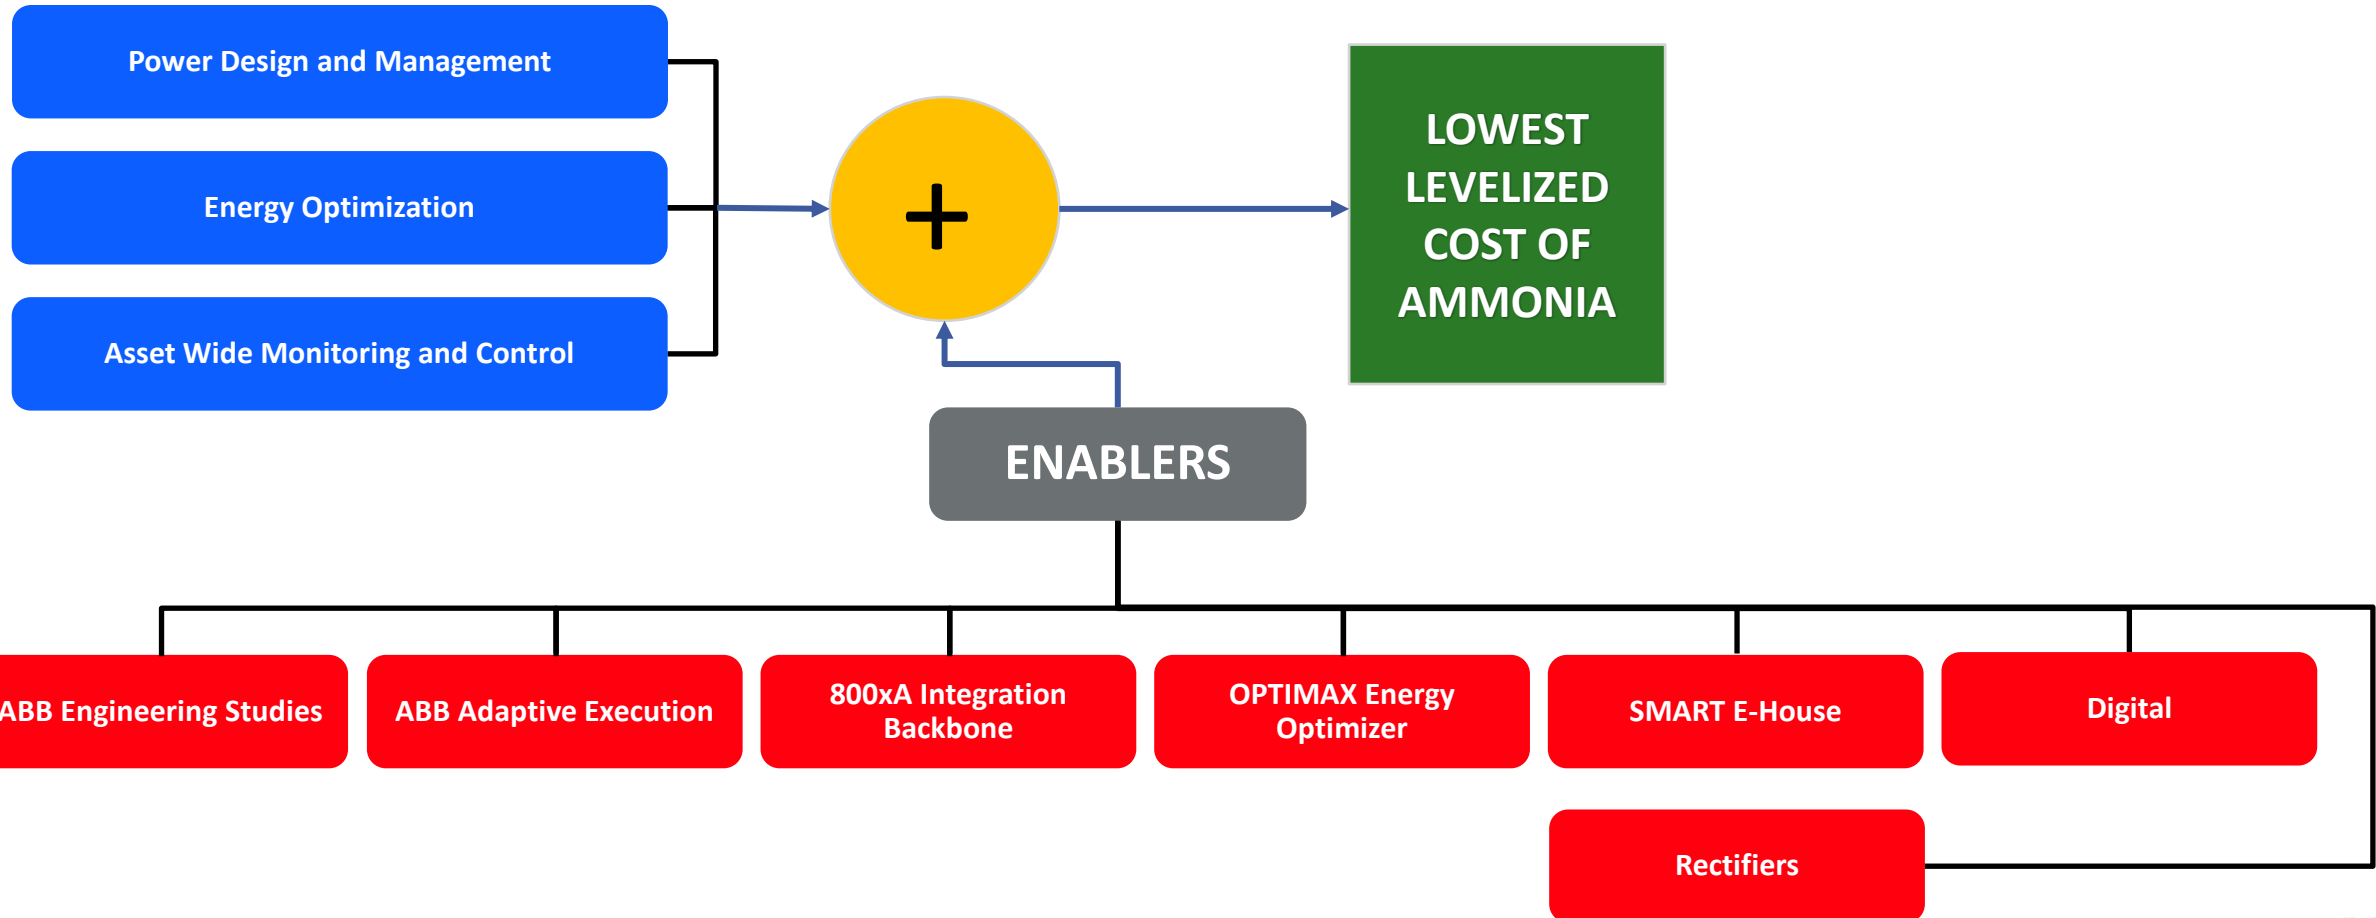 Power Design and Management
Energy Optimization
Asset Wide Monitoring and Control
+
LOWEST
LEVELIZED
COST OF
AMMONIA
ENABLERS
ABB Engineering Studies
ABB Adaptive Execution
800xA Integration
Backbone
OPTIMAX Energy
Optimizer
SMART E-House
Digital
Rectifiers